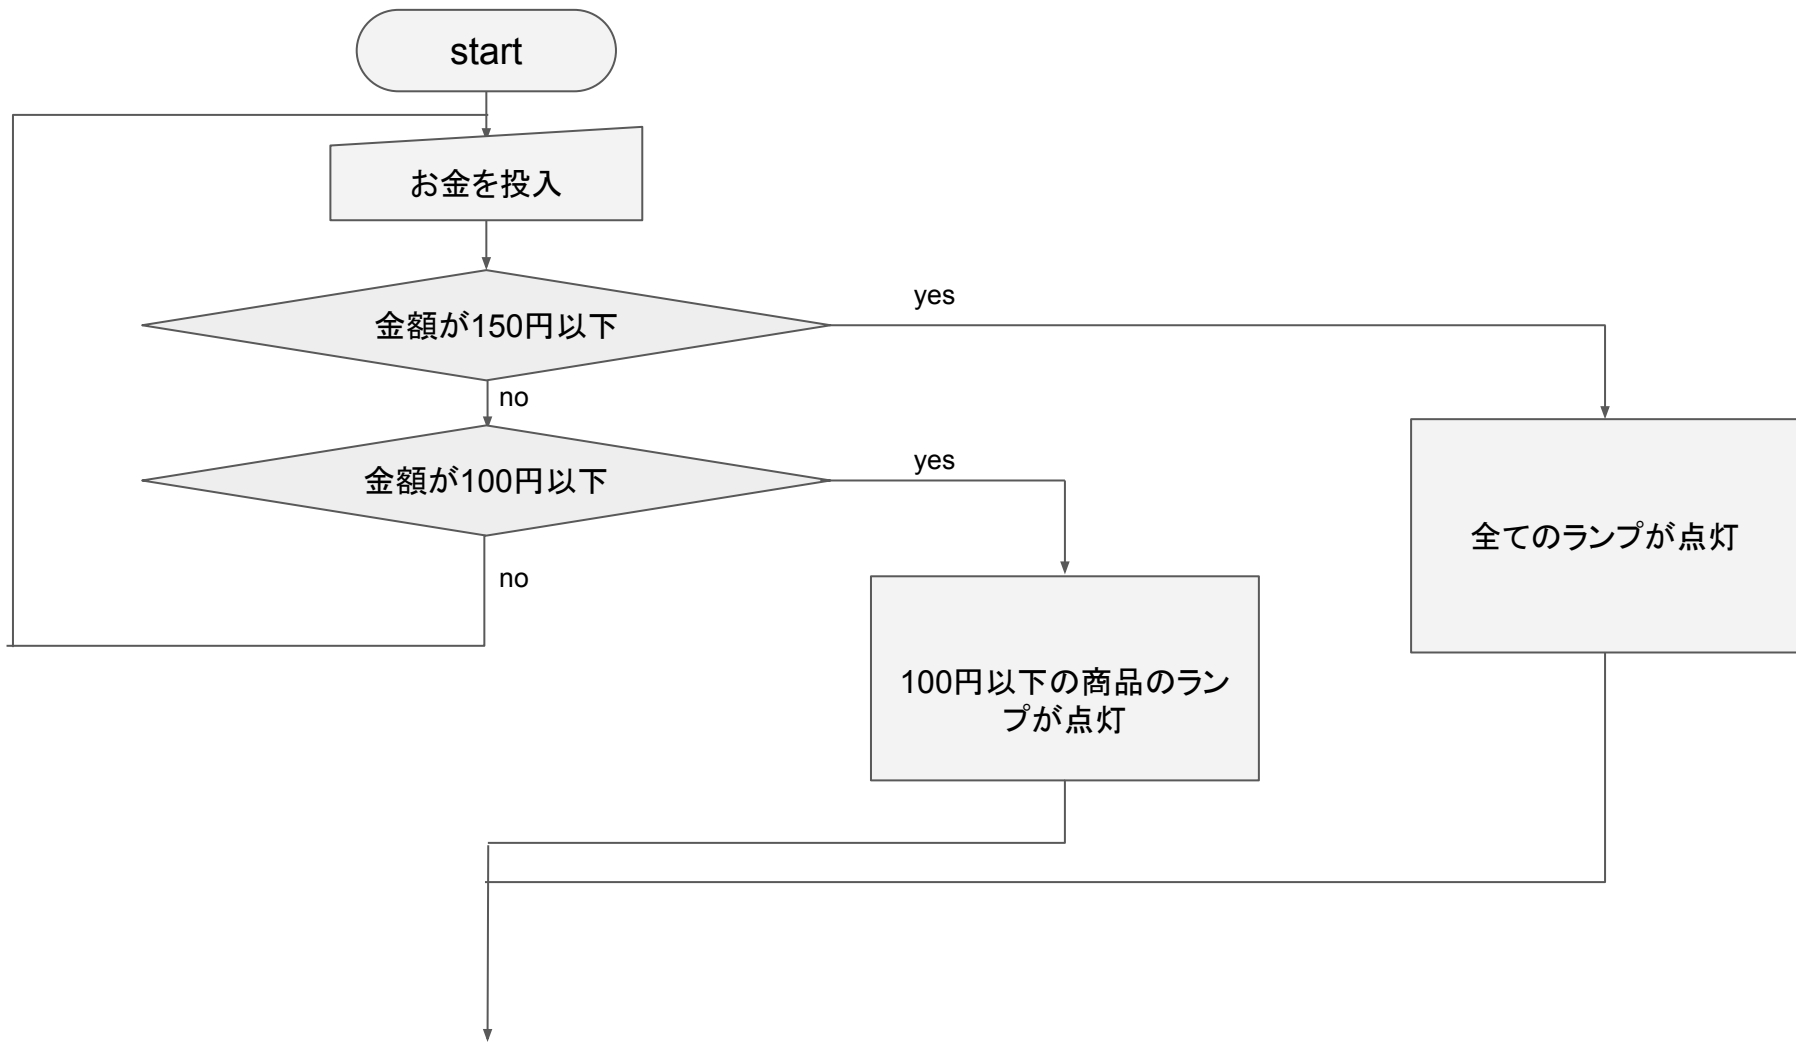 start
お金を投入
金額が150円以下
yes
no
金額が100円以下
yes
no
全てのランプが点灯
100円以下の商品のラン
プが点灯